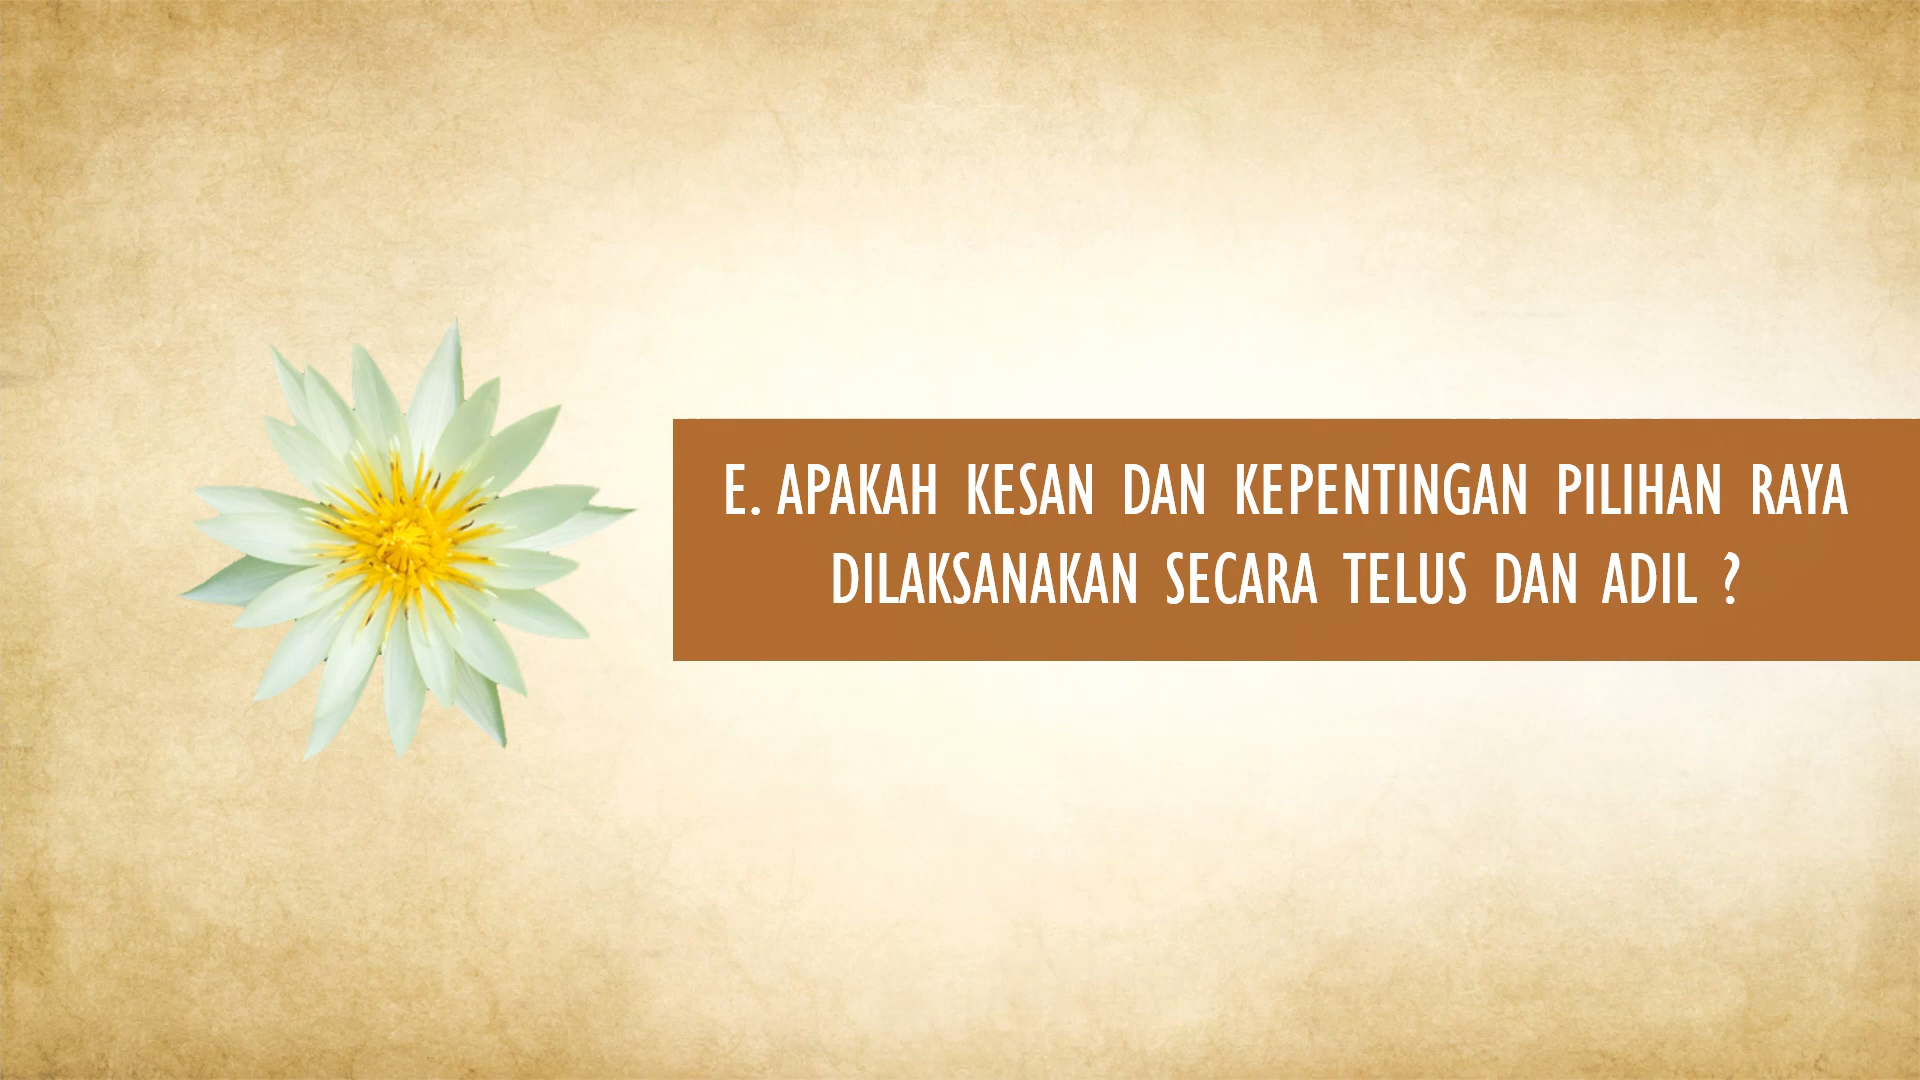 E. APAKAH KESAN DAN KEPENTINGAN PILIHAN RAYA
DILAKSANAKAN SECARA TELUS DAN ADIL ?